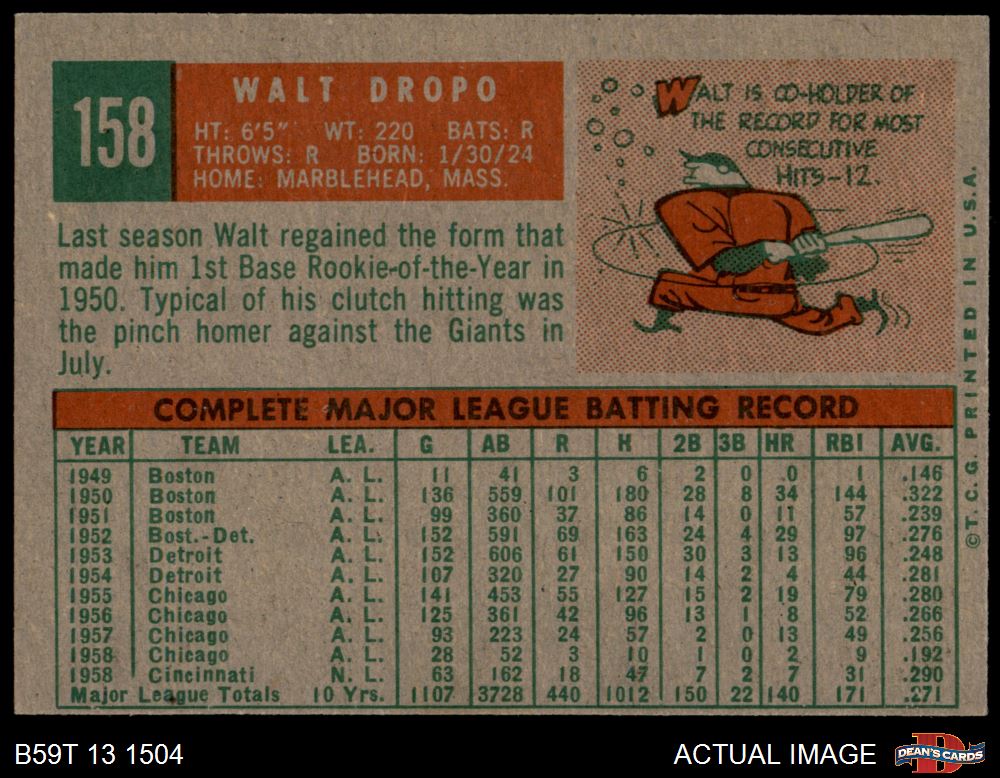 158
WALT DROPO
HT: 6'5" WT: 220 BATS: R
THROWS: R BORN: 1/30/24
HOME: MARBLEHEAD, MASS.
WALT IS CO-HOLDER OF
THE RECORD FOR MOST
CONSECUTIVE
HITS-12.
Last season Walt regained the form that
made him 1st Base Rookie-of-the-Year in
1950. Typical of his clutch hitting was
the pinch homer against the Giants in
July.
COMPLETE MAJOR LEAGUE BATTING RECORD
YEAR TEAM LEA. G AB R H 2B 3B HR RBI AVG.
1949 Boston A. L. 11 41 3 6 2 0 0 1 .146
1950 Boston A. L. 136 559 101 180 28 8 34 144 .322
1951 Boston A. L. 99 360 37 86 14 0 11 57 .239
1952 Bost.-Det. A. L. 152 591 69 163 24 4 29 97 .276
1953 Detroit A. L. 152 606 61 150 30 3 13 96 .248
1954 Detroit A. L. 107 320 27 90 14 2 4 44 .281
1955 Chicago A. L. 141 453 55 127 15 2 19 79 .280
1956 Chicago A. L. 125 361 42 96 13 1 8 52 .266
1957 Chicago A. L. 93 223 24 57 2 0 13 49 .256
1958 Chicago A. L. 28 52 3 10 1 0 2 9 .192
1958 Cincinnati N. L. 63 162 18 47 7 2 7 31 .290
Major League Totals 10 Yrs. 1107 3728 440 1012 150 22 140 171 .271
©T. C. G. PRINTED IN U.S.A.
B59T 13 1504
ACTUAL IMAGE
DEAN'S CARDS